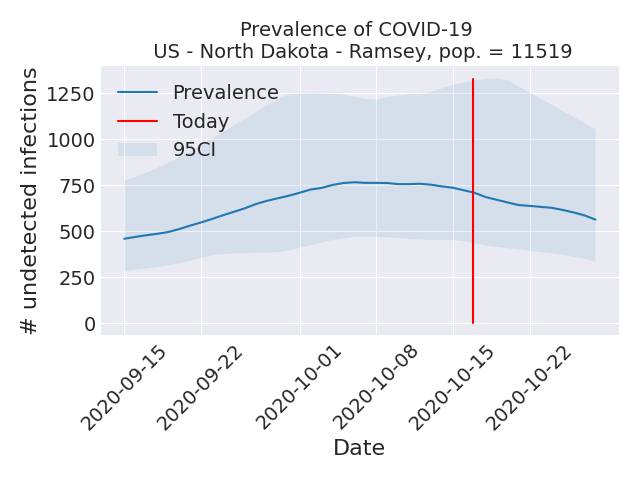 Prevalence of COVID-19
US - North Dakota - Ramsey, pop. = 11519
# undetected infections
1250
1000
750
500
250
0
Prevalence
Today
95CI
2020-09-15
2020-09-22
2020-10-01
2020-10-08
2020-10-15
2020-10-22
Date